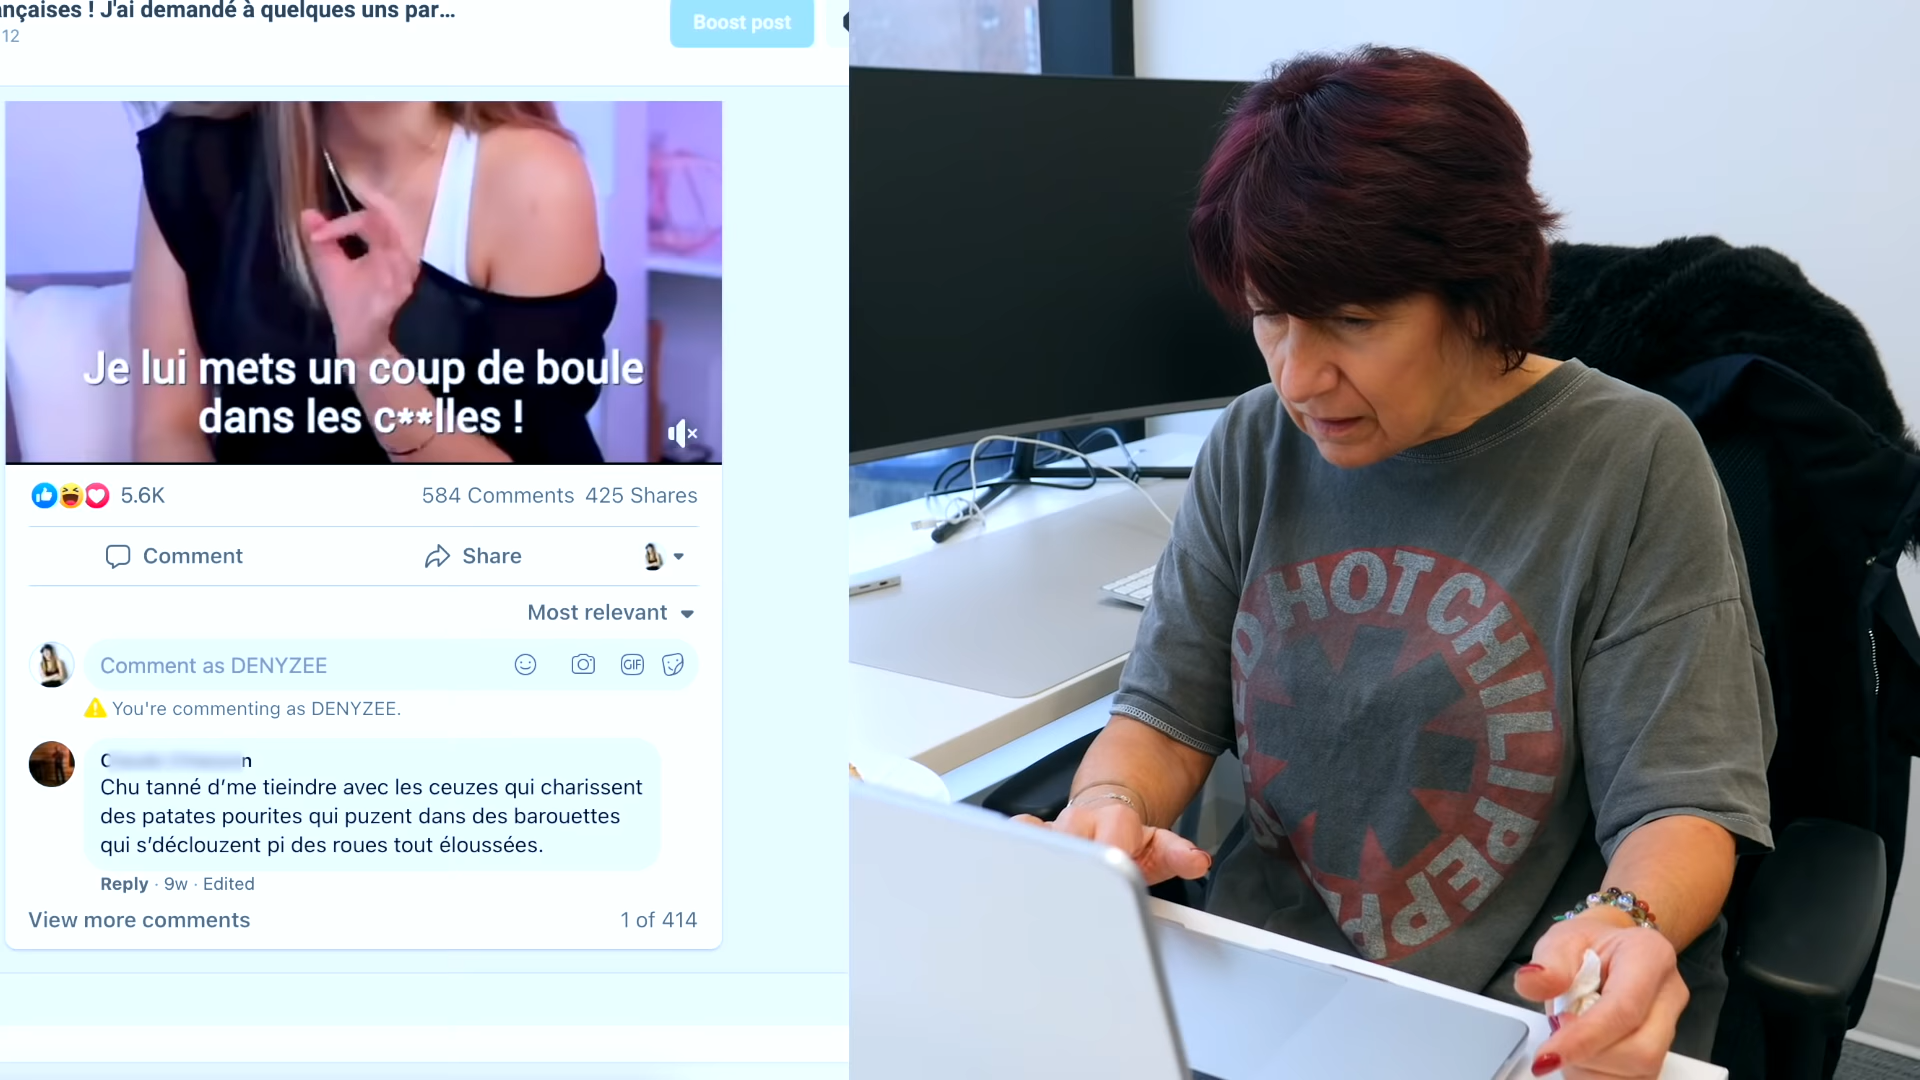 nçaises ! J'ai demandé à quelques uns par...
12
Boost post
Je lui mets un coup de boule
dans les c**lles !
5.6K
584 Comments 425 Shares
Comment
Share
Most relevant
Comment as DENYZEE
GIF
You're commenting as DENYZEE.
Chu tanné d'me tieindre avec les ceuzes qui charissent
des patates pourites qui puzent dans des barouettes
qui s'déclouzent pi des roues tout éloussées.
Reply · 9w · Edited
View more comments
1 of 414
RED HOT CHILI PEPPERS